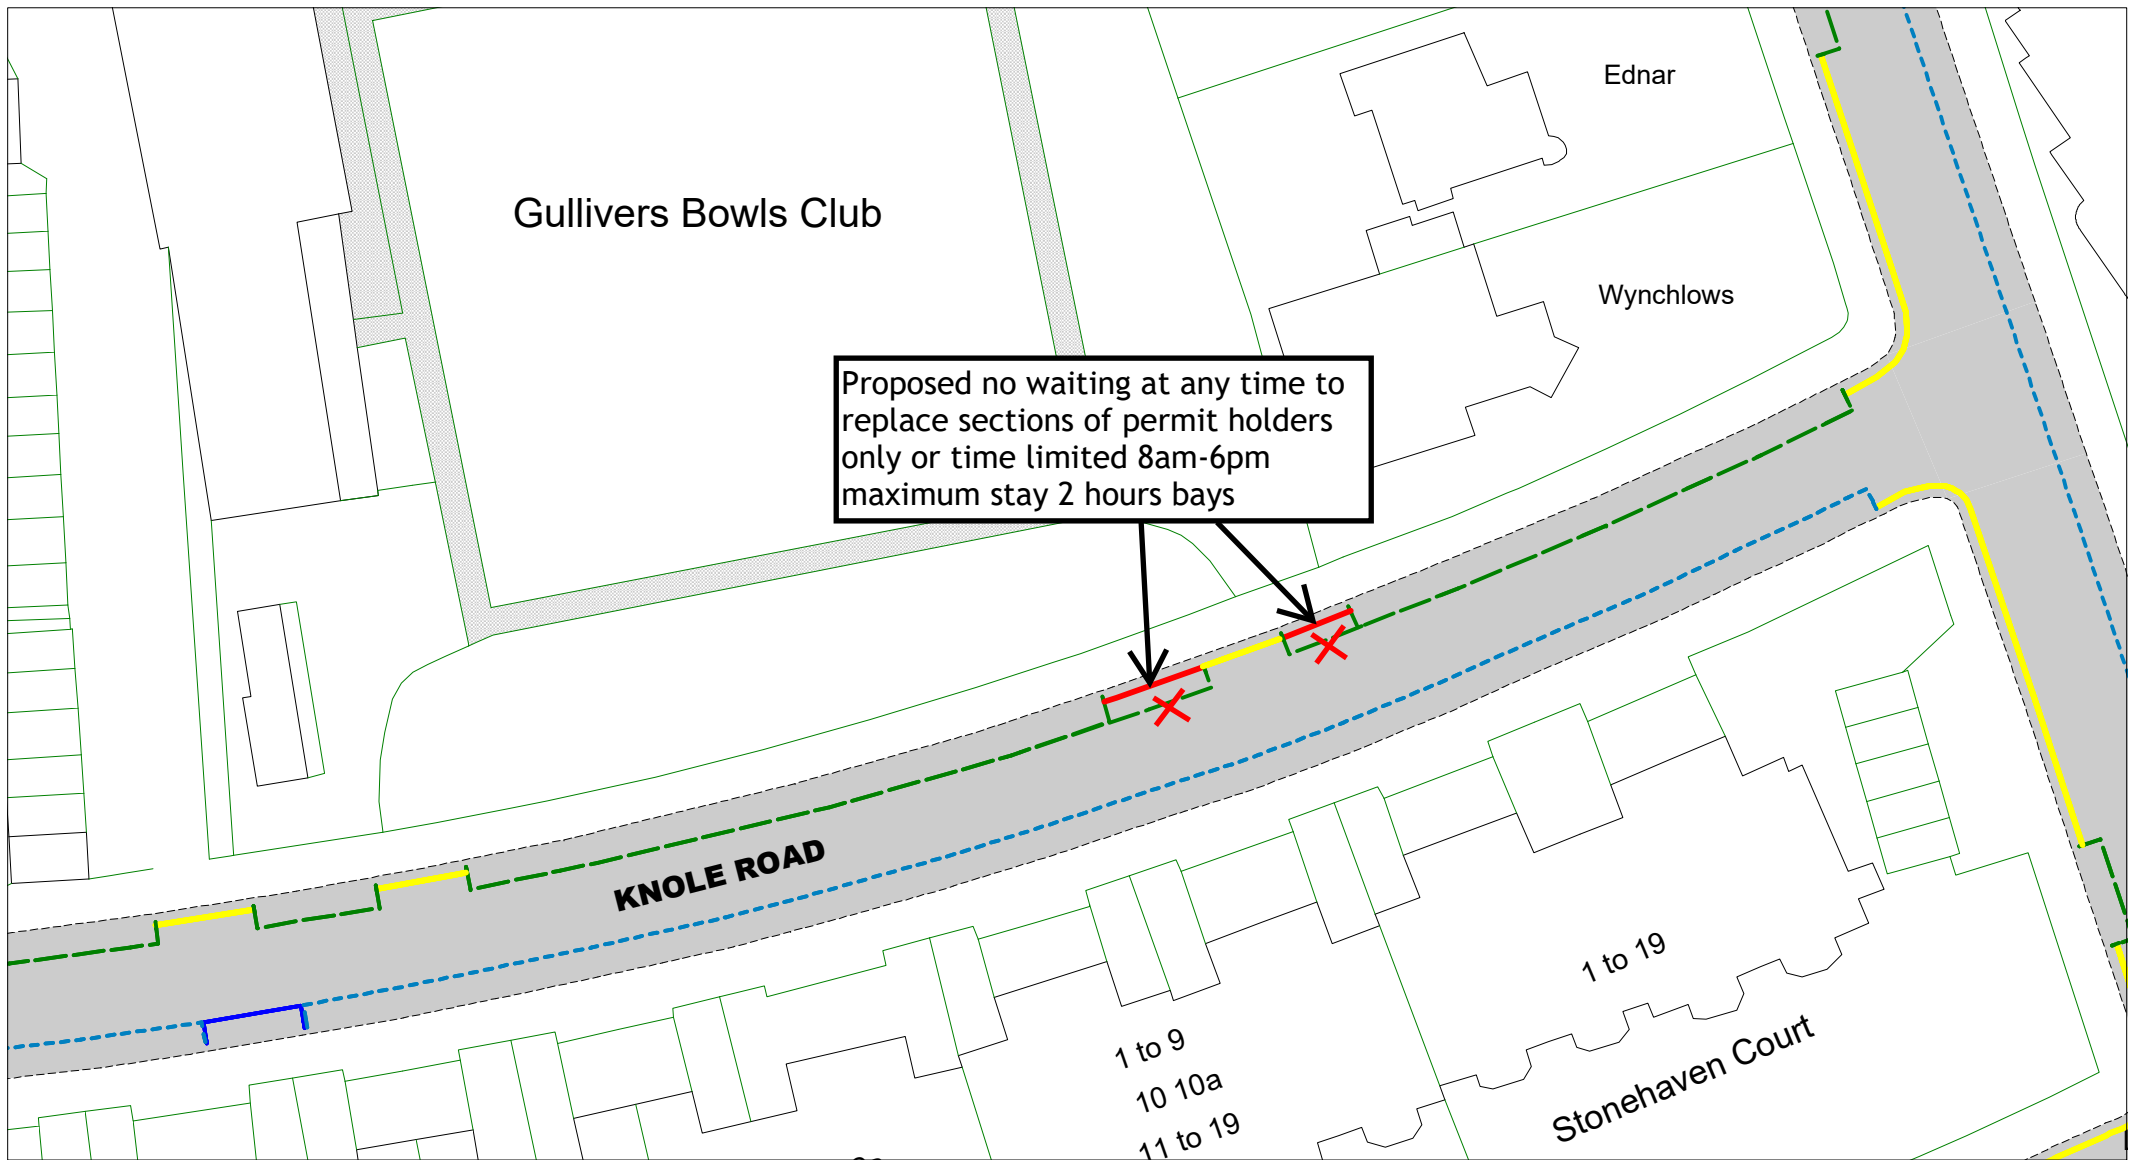 Ednar
Gullivers Bowls Club
Wynchlows
Proposed no waiting at any time to
replace sections of permit holders
only or time limited 8am-6pm
maximum stay 2 hours bays
KNOLE ROAD
1 to 19
1 to 9
10 10a
11 to 19
Stonehaven Court